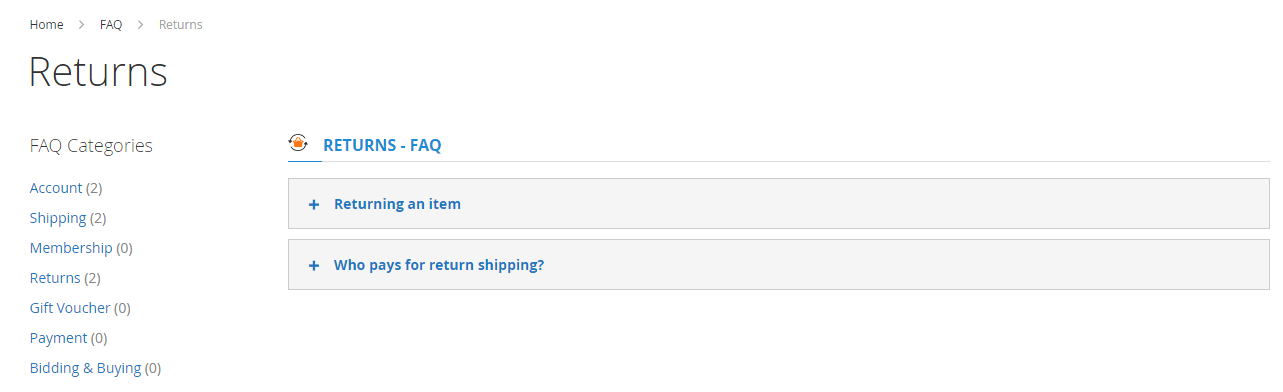 Home > FAQ > Returns
Returns
FAQ Categories
Account (2)
Shipping (2)
Membership (0)
Returns (2)
Gift Voucher (0)
Payment (0)
Bidding & Buying (0)
RETURNS - FAQ
+ Returning an item
+ Who pays for return shipping?